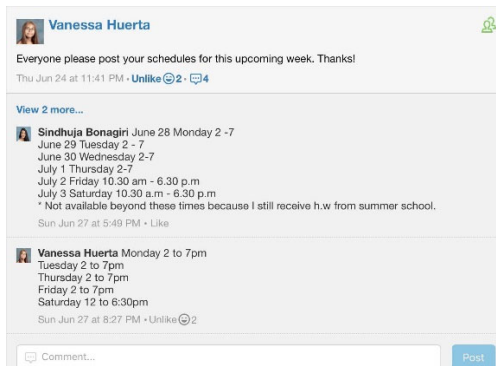 Vanessa Huerta
Everyone please post your schedules for this upcoming week. Thanks!
Thu Jun 24 at 11:41 PM · Unlike 2 · 4
View 2 more...
Sindhuja Bonagiri June 28 Monday 2 -7
June 29 Tuesday 2 - 7
June 30 Wednesday 2-7
July 1 Thursday 2-7
July 2 Friday 10.30 am - 6.30 p.m
July 3 Saturday 10.30 a.m - 6.30 p.m
* Not available beyond these times because I still receive h.w from summer school.
Sun Jun 27 at 5:49 PM • Like
Vanessa Huerta Monday 2 to 7pm
Tuesday 2 to 7pm
Thursday 2 to 7pm
Friday 2 to 7pm
Saturday 12 to 6:30pm
Sun Jun 27 at 8:27 PM • Unlike 2
Comment...
Post